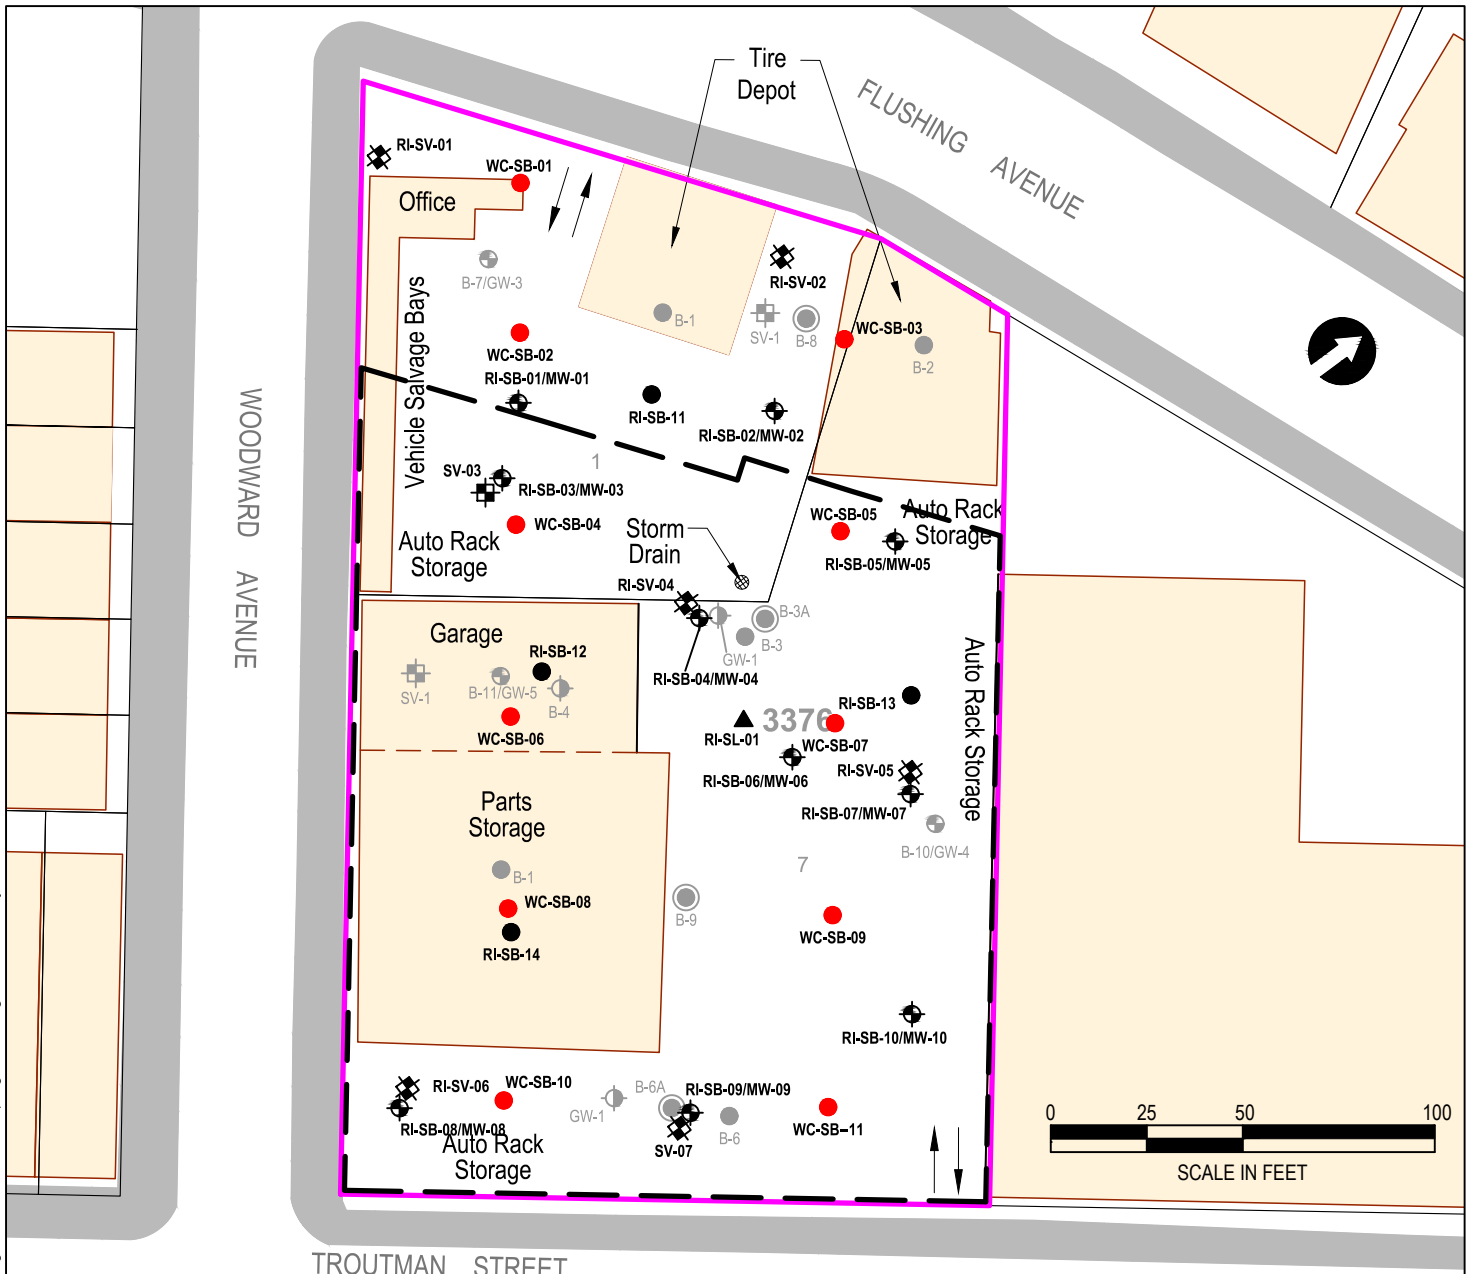 Tire
Depot
FLUSHING AVENUE
RI-SV-01
WC-SB-01
Office
B-7/GW-3
RI-SV-02
Vehicle Salvage Bays
B-1
SV-1
B-8
WC-SB-03
B-2
WC-SB-02
RI-SB-01/MW-01
RI-SB-11
RI-SB-02/MW-02
WOODWARD AVENUE
1
SV-03
RI-SB-03/MW-03
WC-SB-04
Auto Rack
Storage
Storm
Drain
WC-SB-05
Auto Rack
Storage
RI-SB-05/MW-05
RI-SV-04
B-3A
B-3
GW-1
RI-SB-04/MW-04
Garage
RI-SB-12
SV-1
B-11/GW-5
B-4
WC-SB-06
Auto Rack Storage
RI-SB-13
3376
RI-SL-01
WC-SB-07
RI-SV-05
RI-SB-06/MW-06
RI-SB-07/MW-07
B-10/GW-4
Parts
Storage
7
B-1
WC-SB-08
B-9
RI-SB-14
WC-SB-09
RI-SB-10/MW-10
RI-SV-06
WC-SB-10
B-6A
RI-SB-09/MW-09
GW-1
RI-SB-08/MW-08
B-6
WC-SB-11
SV-07
Auto Rack
Storage
0 25 50 100
SCALE IN FEET
TROUTMAN STREET